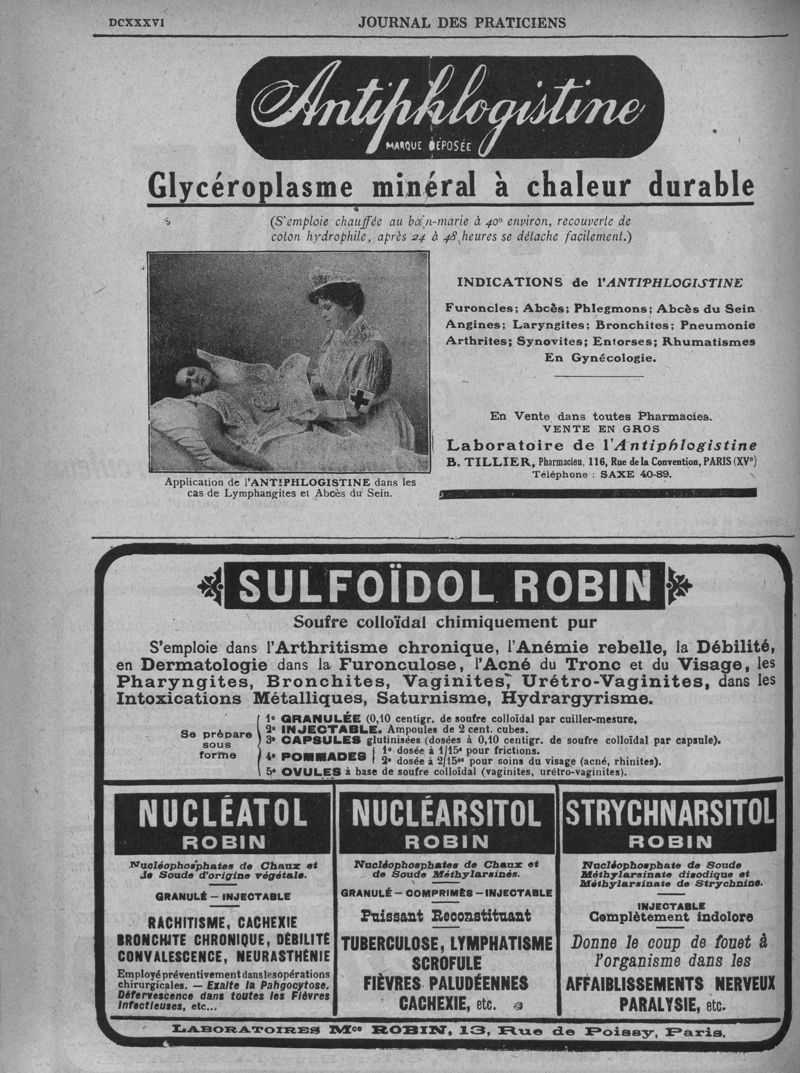 DCXXXVI
JOURNAL DES PRATICIENS
Antiphlogistine
MARQUE DÉPOSÉE
Glycéroplasme minéral à chaleur durable
(S'emploie chauffée au bain-marie à 40° environ, recouverte de
coton hydrophile, après 24 à 48 heures se détache facilement.)
INDICATIONS de l'ANTIPHLOGISTINE
Furoncles; Abcès; Phlegmons; Abcès du Sein
Angines; Laryngites; Bronchites; Pneumonie
Arthrites; Synovites; Entorses; Rhumatismes
En Gynécologie.
En Vente dans toutes Pharmacies.
VENTE EN GROS
Laboratoire de l'Antiphlogistine
B. TILLIER, Pharmacien, 116, Rue de la Convention, PARIS (XVe)
Téléphone : SAXE 40-89.
Application de l'ANTIPHLOGISTINE dans les
cas de Lymphangites et Abcès du Sein.
SULFOÏDOL ROBIN
Soufre colloïdal chimiquement pur
S'emploie dans l'Arthritisme chronique, l'Anémie rebelle, la Débilité,
en Dermatologie dans la Furonculose, l'Acné du Tronc et du Visage, les
Pharyngites, Bronchites, Vaginites, Urétro-Vaginites, dans les
Intoxications Métalliques, Saturnisme, Hydrargyrisme.
Se prépare
sous
forme
1° GRANULÉE (0,10 centigr. de soufre colloïdal par cuiller-mesure.
2° INJECTABLE. Ampoules de 2 cent. cubes.
3° CAPSULES glutinisées (dosées à 0,10 centigr. de soufre colloïdal par capsule).
4° POMMADES
1° dosée à 1/15e pour frictions.
2° dosée à 2/15es pour soins du visage (acné, rhinites).
5° OVULES à base de soufre colloïdal (vaginites, urétro-vaginites).
NUCLÉATOL
ROBIN
Nucléophosphates de Chaux et
de Soude d'origine végétale.
GRANULÉ – INJECTABLE
RACHITISME, CACHEXIE
BRONCHITE CHRONIQUE, DÉBILITÉ
CONVALESCENCE, NEURASTHÉNIE
Employé préventivement dans les opérations
chirurgicales. — Exalte la Pahgocytose.
Défervescence dans toutes les Fièvres
Infectieuses, etc...
NUCLÉARSITOL
ROBIN
Nucléophosphates de Chaux et
de Soude Méthylarsinés.
GRANULÉ – COMPRIMÉS – INJECTABLE
Puissant Reconstituant
TUBERCULOSE, LYMPHATISME
SCROFULE
FIÈVRES PALUDÉENNES
CACHEXIE, etc.
STRYCHNARSITOL
ROBIN
Nucléophosphate de Soude
Méthylarsinate disodique et
Méthylarsinate de Strychnine.
INJECTABLE
Complètement indolore
Donne le coup de fouet à
l'organisme dans les
AFFAIBLISSEMENTS NERVEUX
PARALYSIE, etc.
LABORATOIRES Mce ROBIN, 13, Rue de Poissy, Paris.